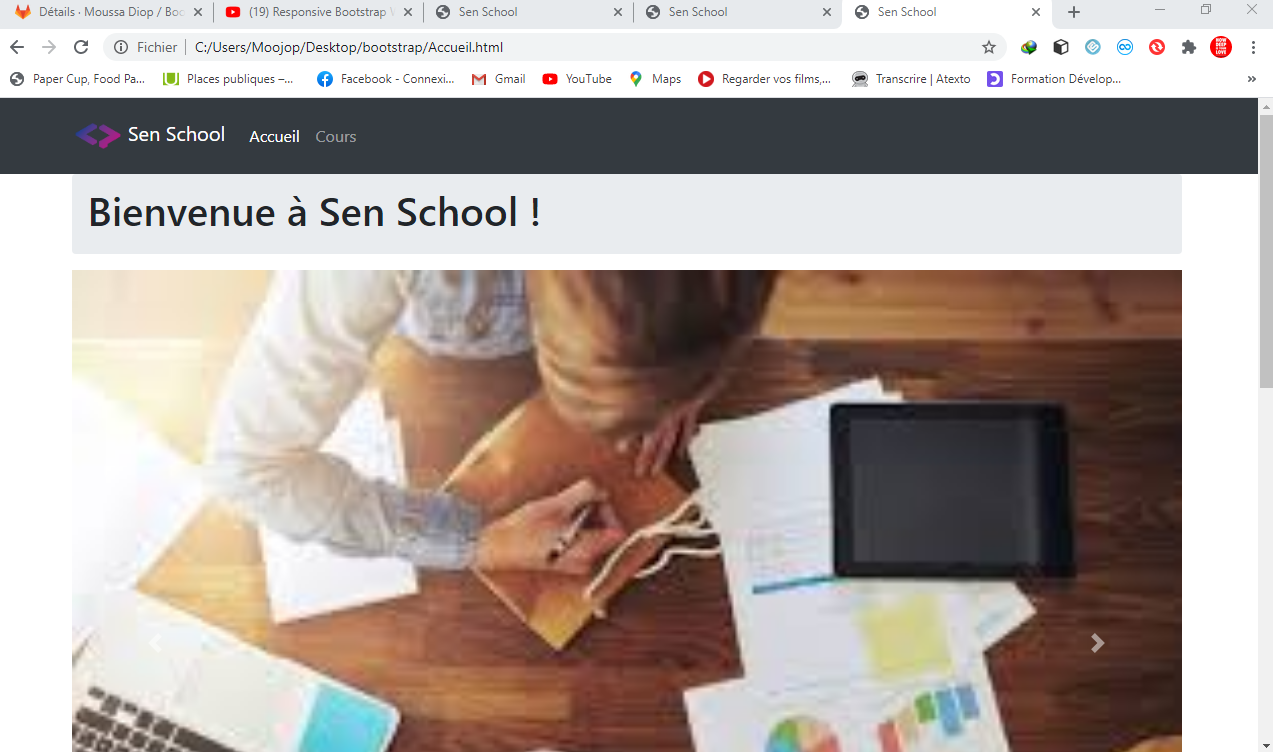 Détails · Moussa Diop / Boo
(19) Responsive Bootstrap
Sen School
Sen School
Sen School
Fichier
C:/Users/Moojop/Desktop/bootstrap/Accueil.html
Paper Cup, Food Pa...
Places publiques –...
Facebook - Connexi...
Gmail
YouTube
Maps
Regarder vos films,...
Transcrire | Atexto
Formation Dévelop...
Sen School
Accueil
Cours
Bienvenue à Sen School !